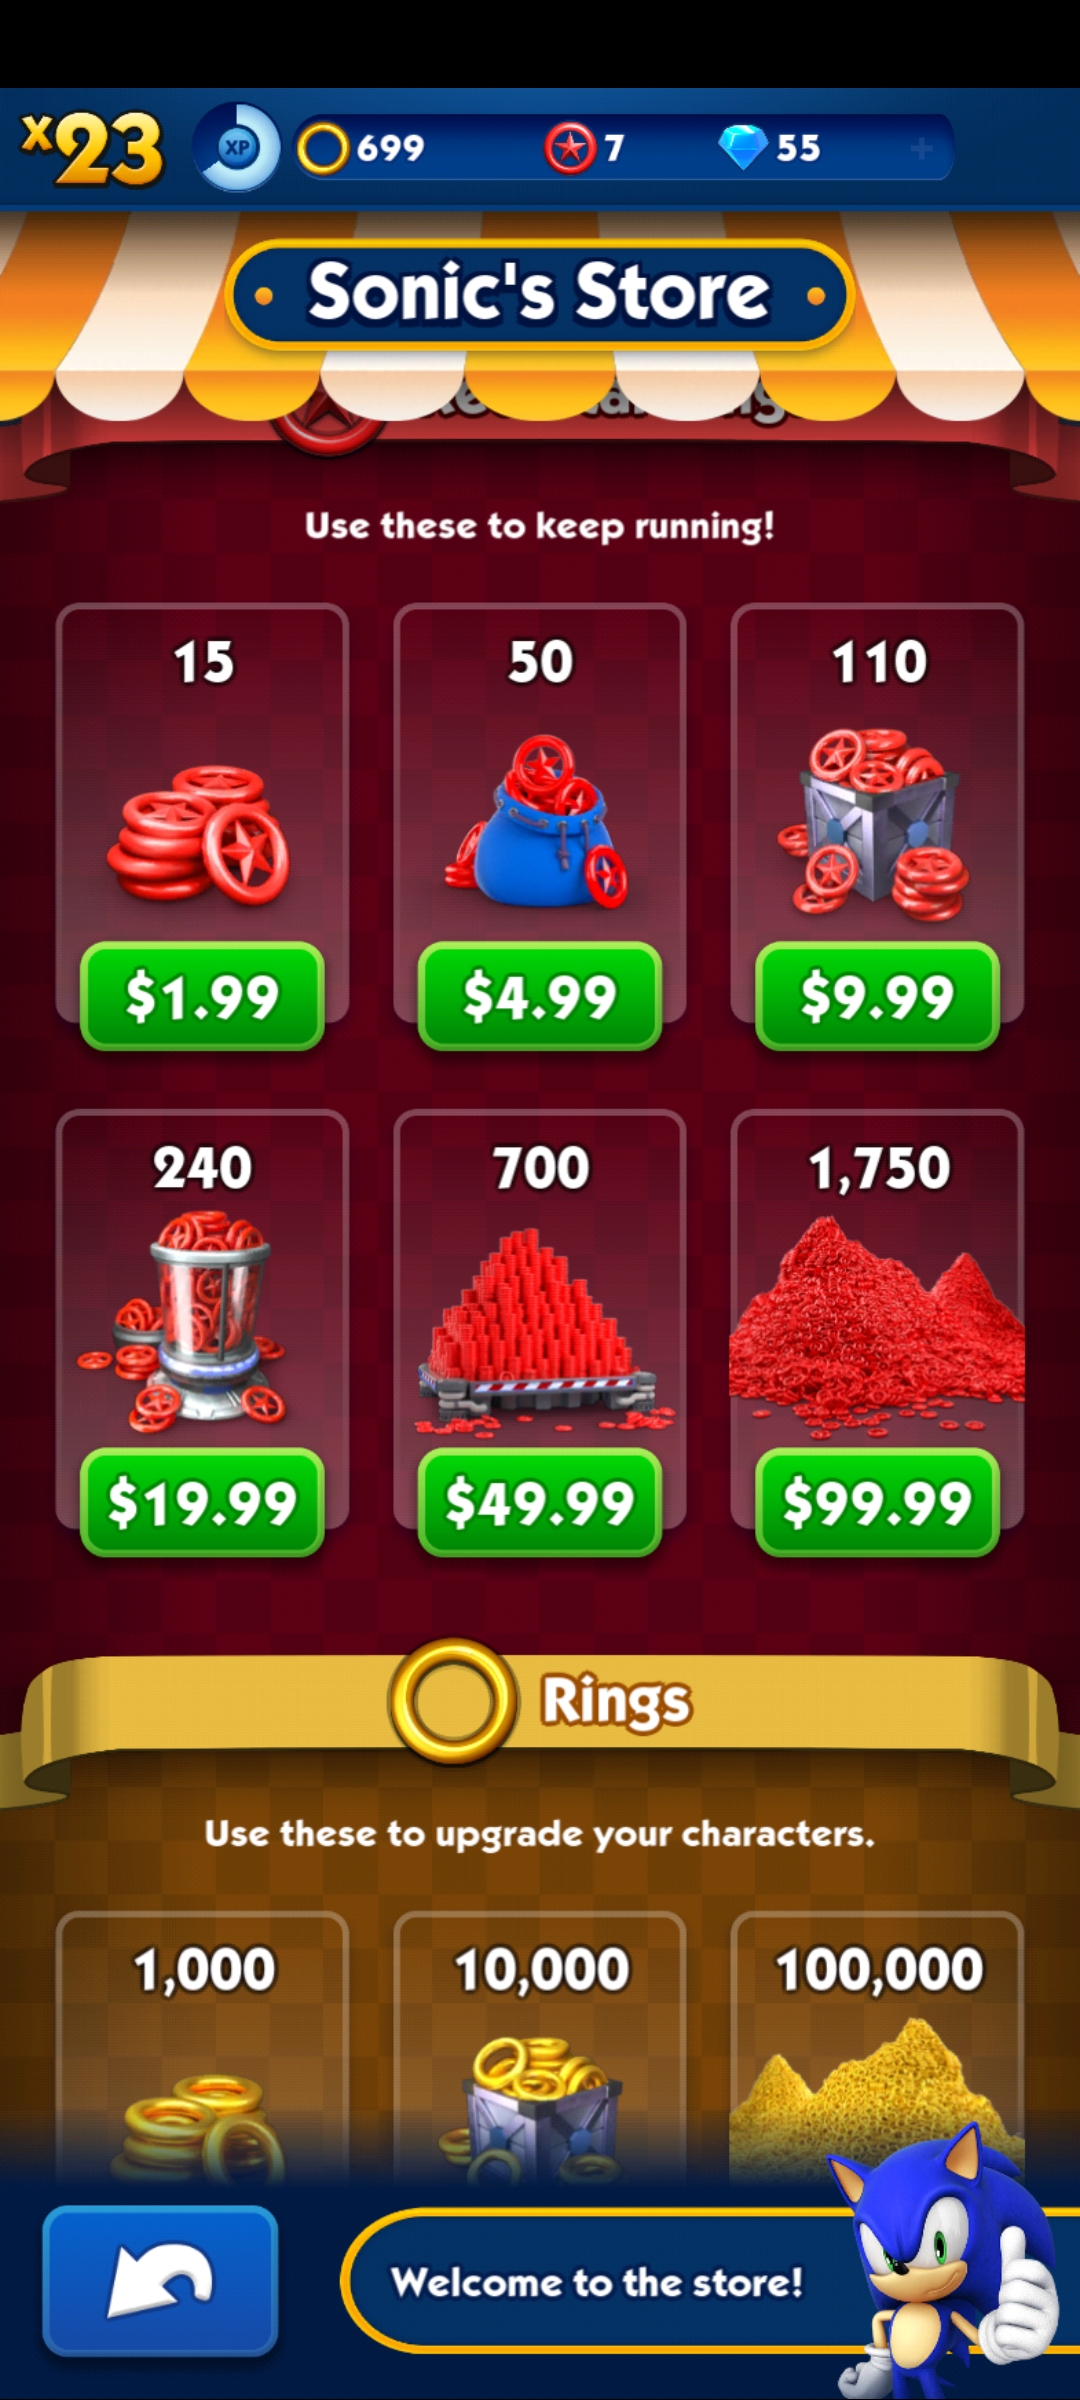 x23 XP 699 7 55 +
Sonic's Store
Use these to keep running!
15 50 110
$1.99 $4.99 $9.99
240 700 1,750
$19.99 $49.99 $99.99
Rings
Use these to upgrade your characters.
1,000 10,000 100,000
Welcome to the store!